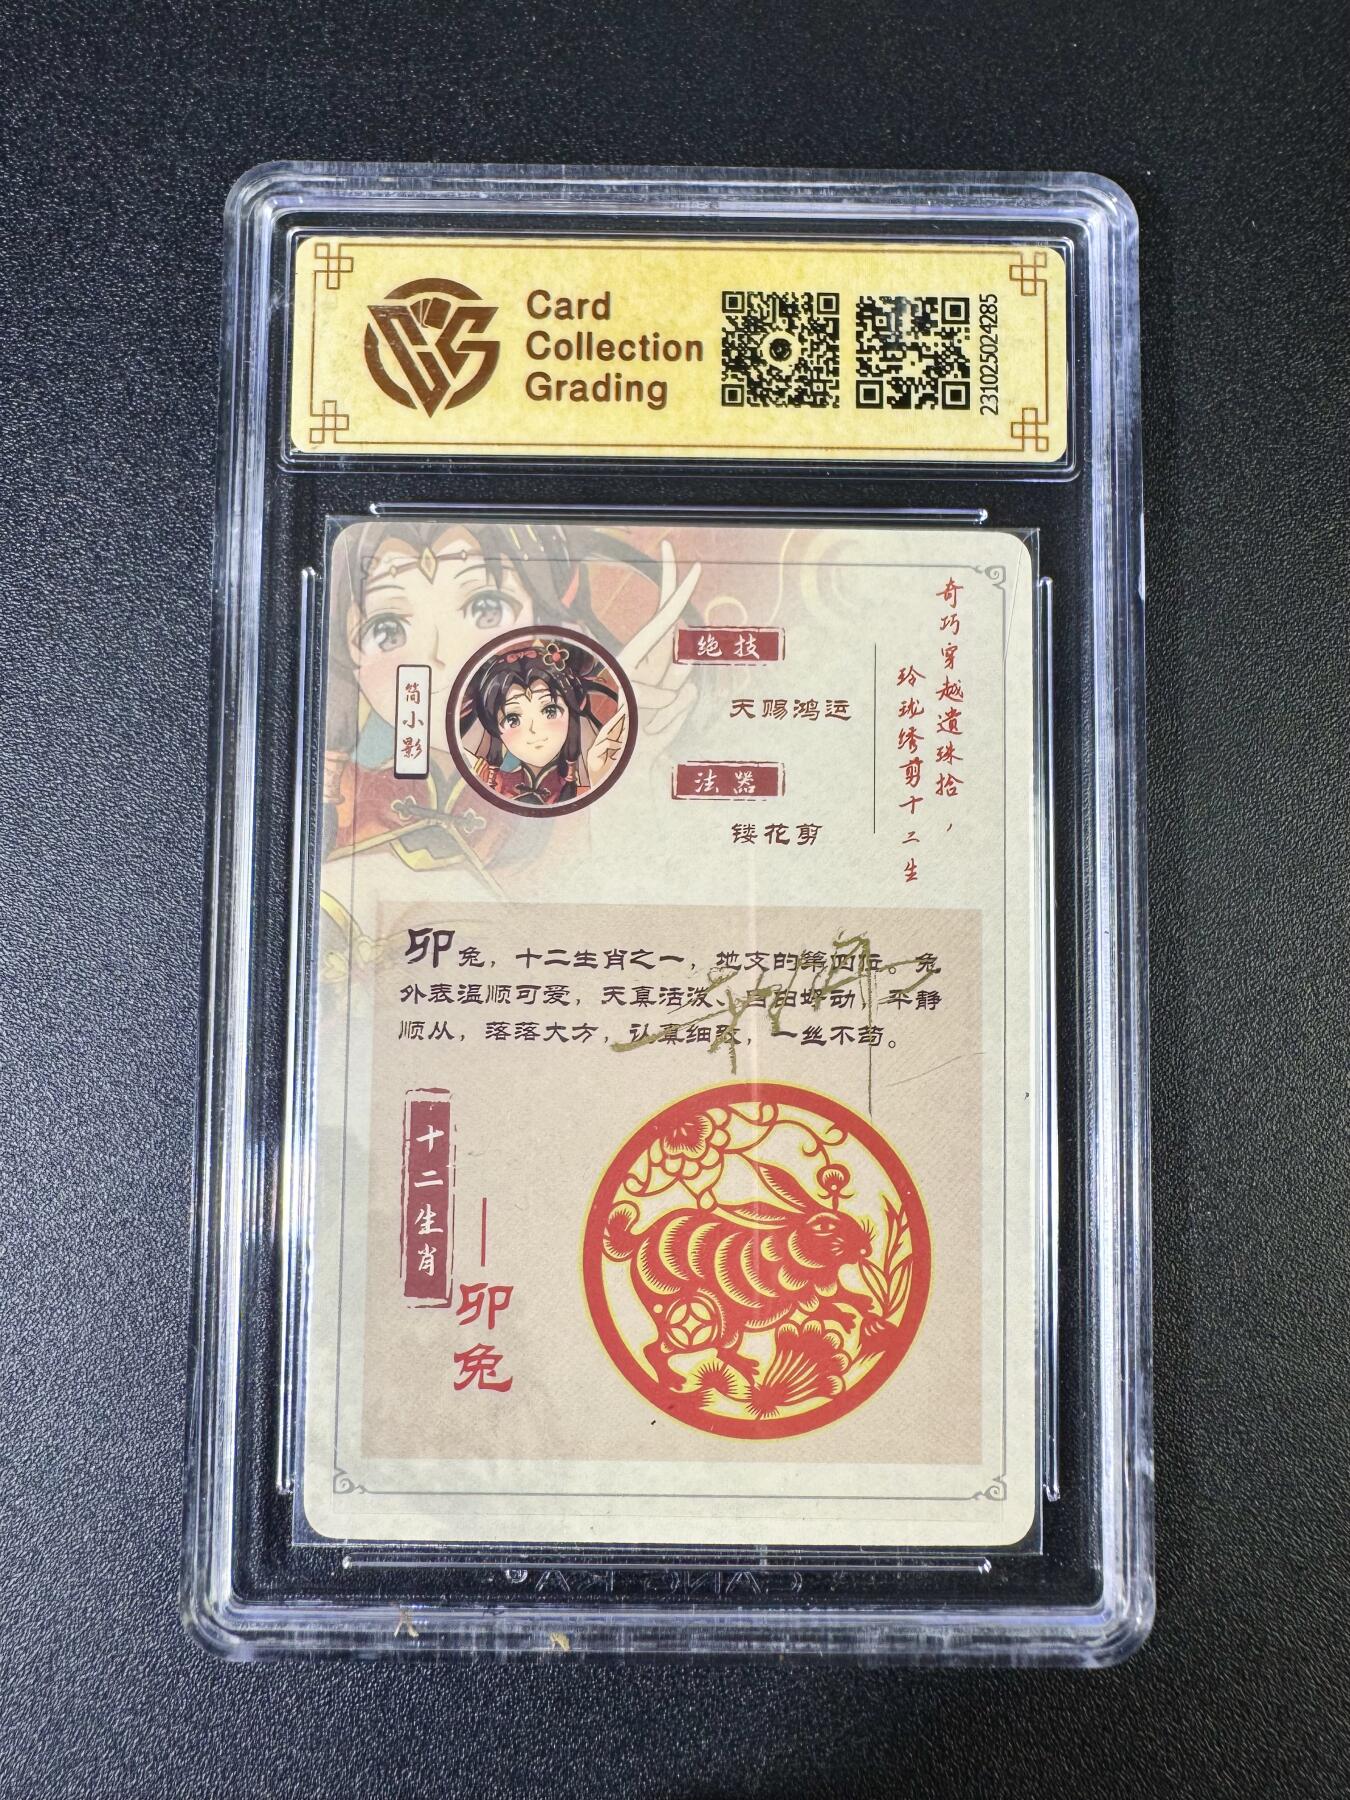 Card
Collection
Grading
231025024285
简小影
绝技
天赐鸿运
法器
镂花剪
奇巧穿越遗珠拾，
玲珑绣剪十二生
卯兔，十二生肖之一，地支的第四位。兔
外表温顺可爱，天真活泼、自由好动，平静
顺从，落落大方，认真细致，一丝不苟。
十二生肖
卯兔